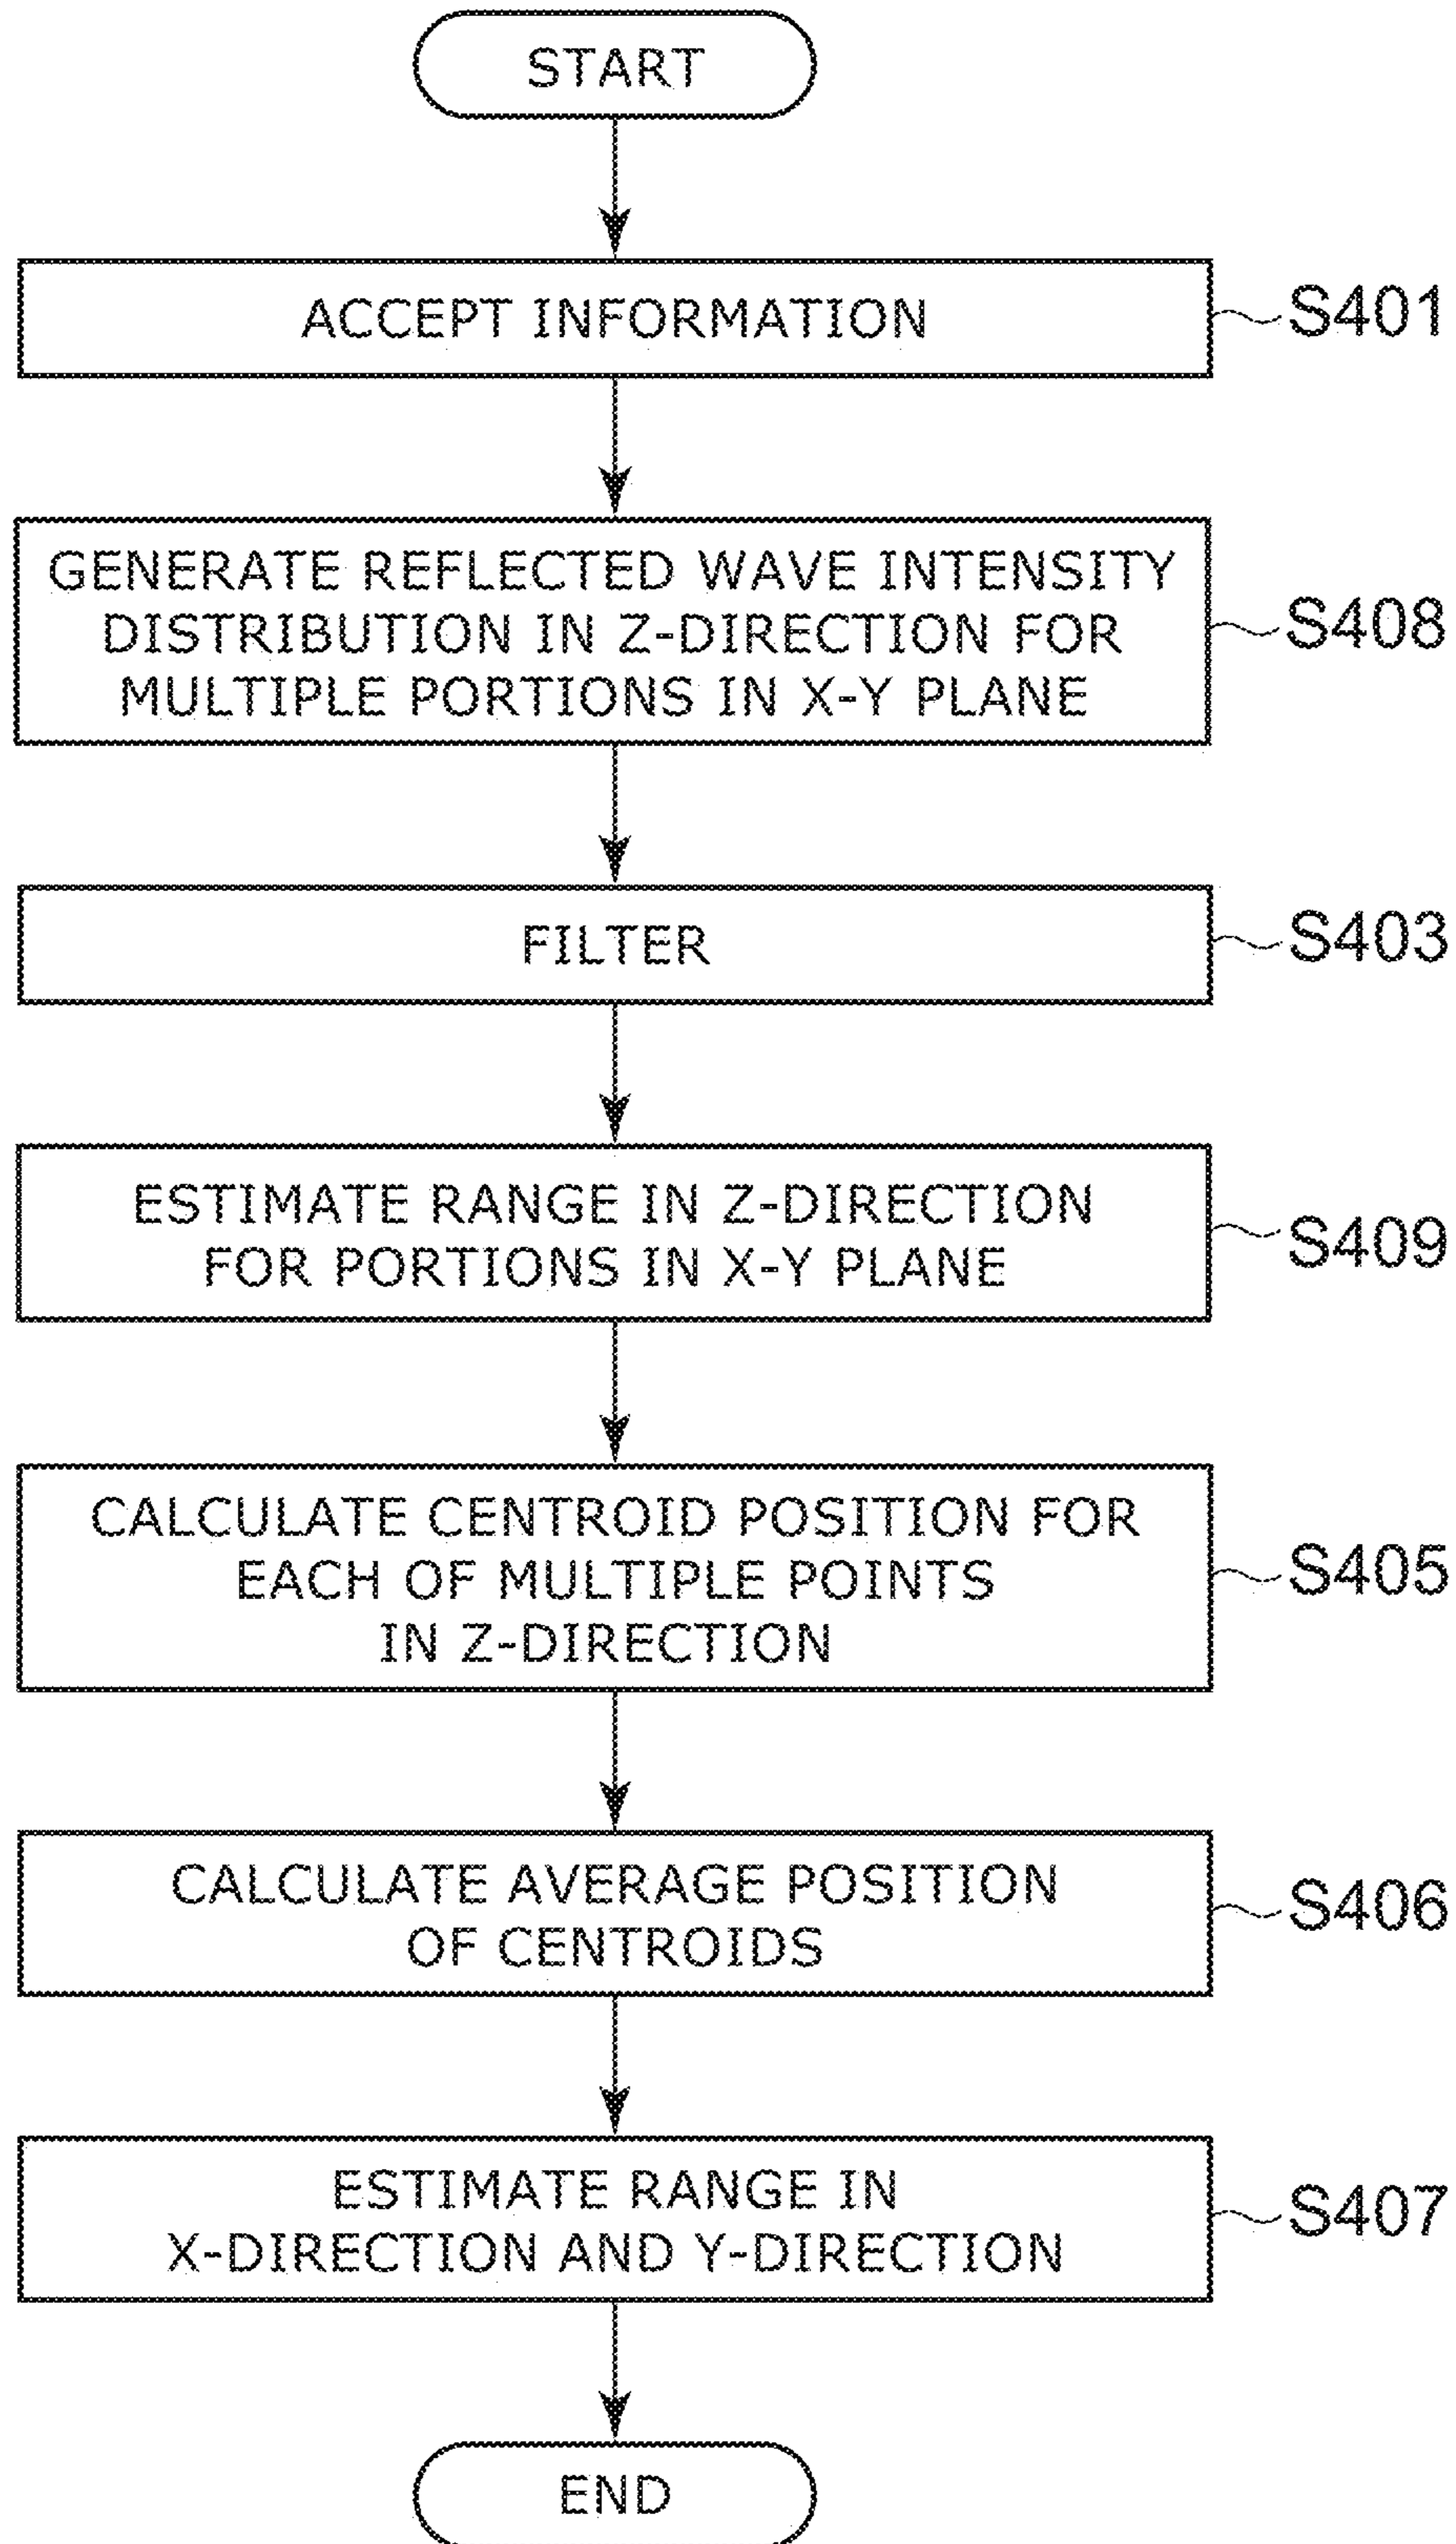 START
ACCEPT INFORMATION
S401
GENERATE REFLECTED WAVE INTENSITY
DISTRIBUTION IN Z-DIRECTION FOR
MULTIPLE PORTIONS IN X-Y PLANE
S408
FILTER
S403
ESTIMATE RANGE IN Z-DIRECTION
FOR PORTIONS IN X-Y PLANE
S409
CALCULATE CENTROID POSITION FOR
EACH OF MULTIPLE POINTS
IN Z-DIRECTION
S405
CALCULATE AVERAGE POSITION
OF CENTROIDS
S406
ESTIMATE RANGE IN
X-DIRECTION AND Y-DIRECTION
S407
END